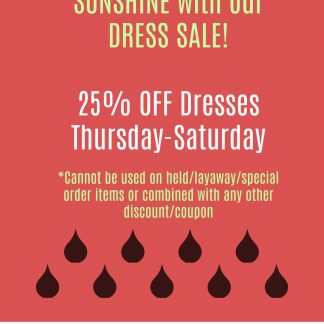 SUNSHINE with our
DRESS SALE!
25% OFF Dresses
Thursday-Saturday
*Cannot be used on held/layaway/special
order items or combined with any other
discount/coupon